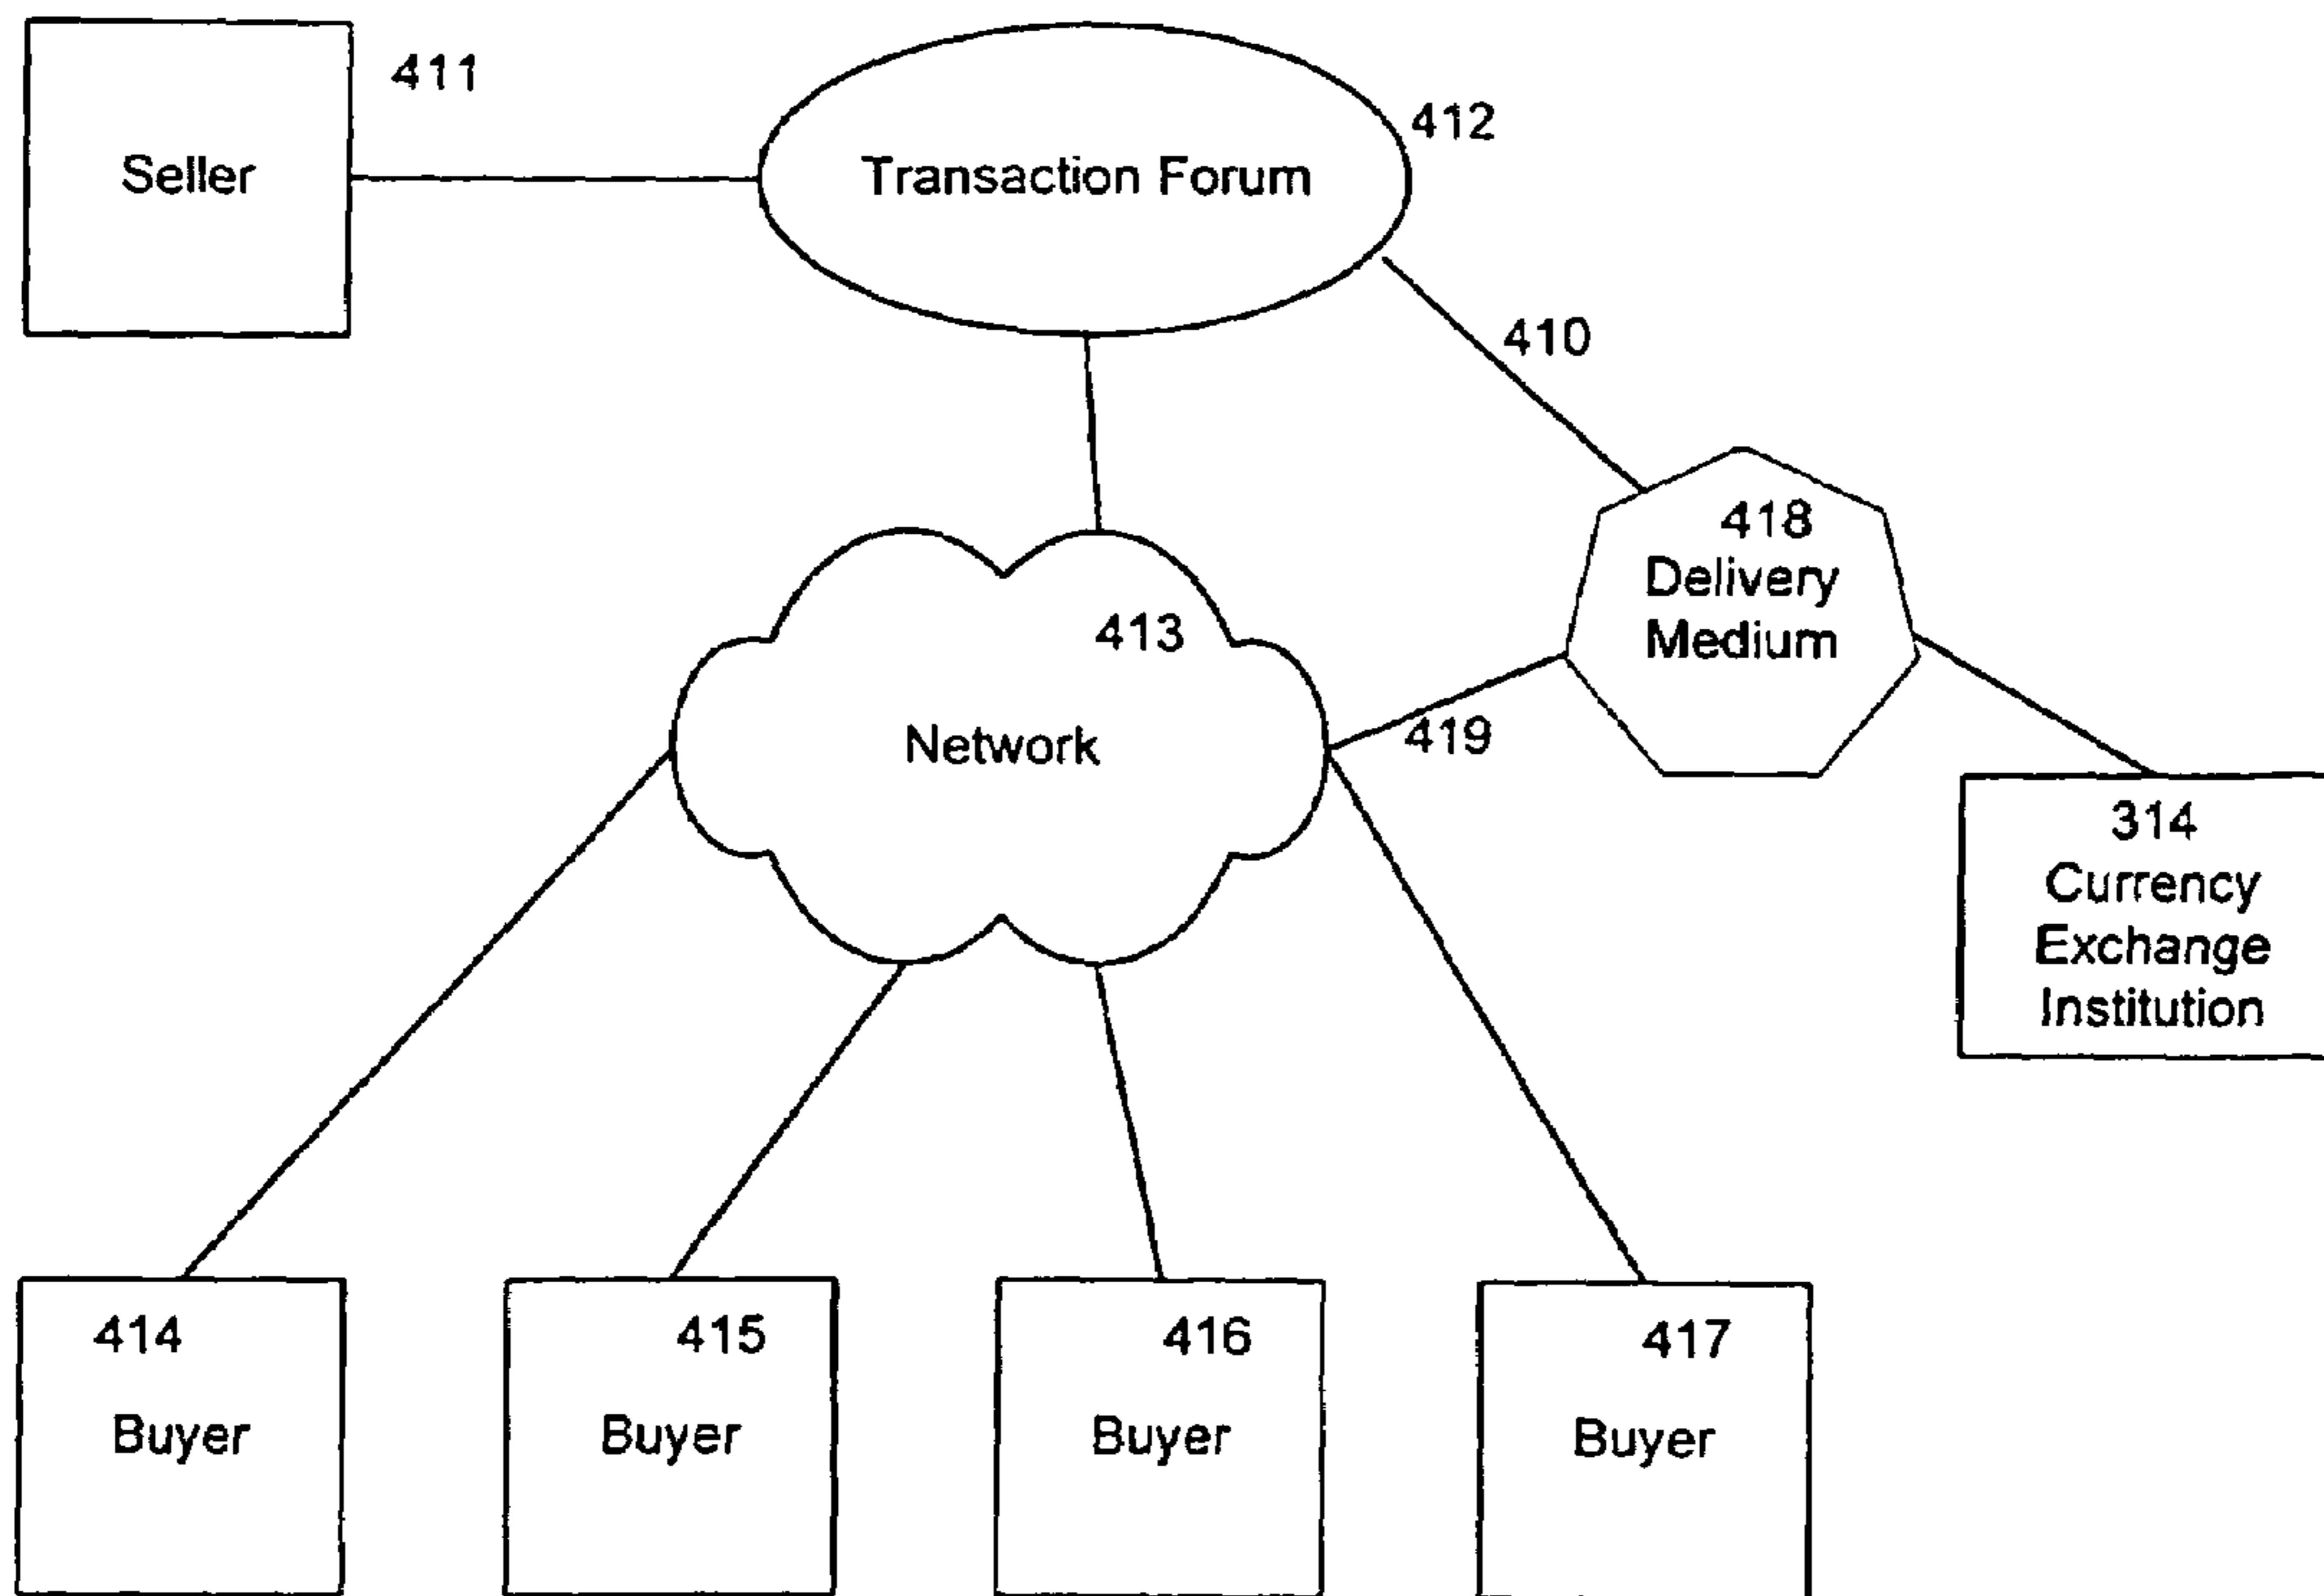 411
Seller
412
Transaction Forum
410
418
Delivery
Medium
413
Network
419
314
Currency
Exchange
Institution
414
Buyer
415
Buyer
416
Buyer
417
Buyer